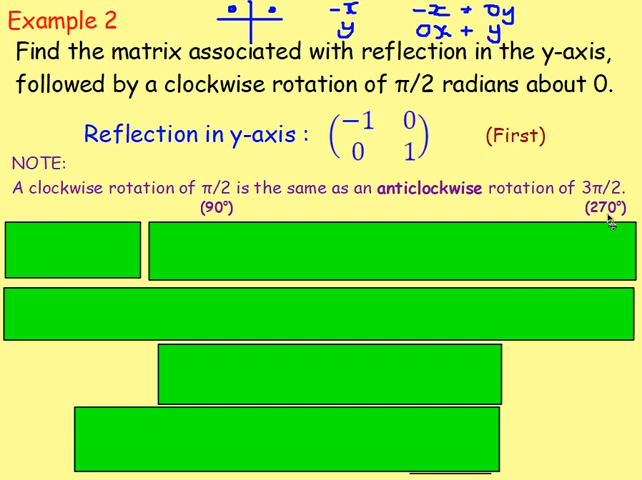 Example 2
-x -x + 0y
y 0x + y
Find the matrix associated with reflection in the y-axis,
followed by a clockwise rotation of π/2 radians about 0.
Reflection in y-axis : (−1 0
0 1) (First)
NOTE:
A clockwise rotation of π/2 is the same as an anticlockwise rotation of 3π/2.
(90°) (270°)